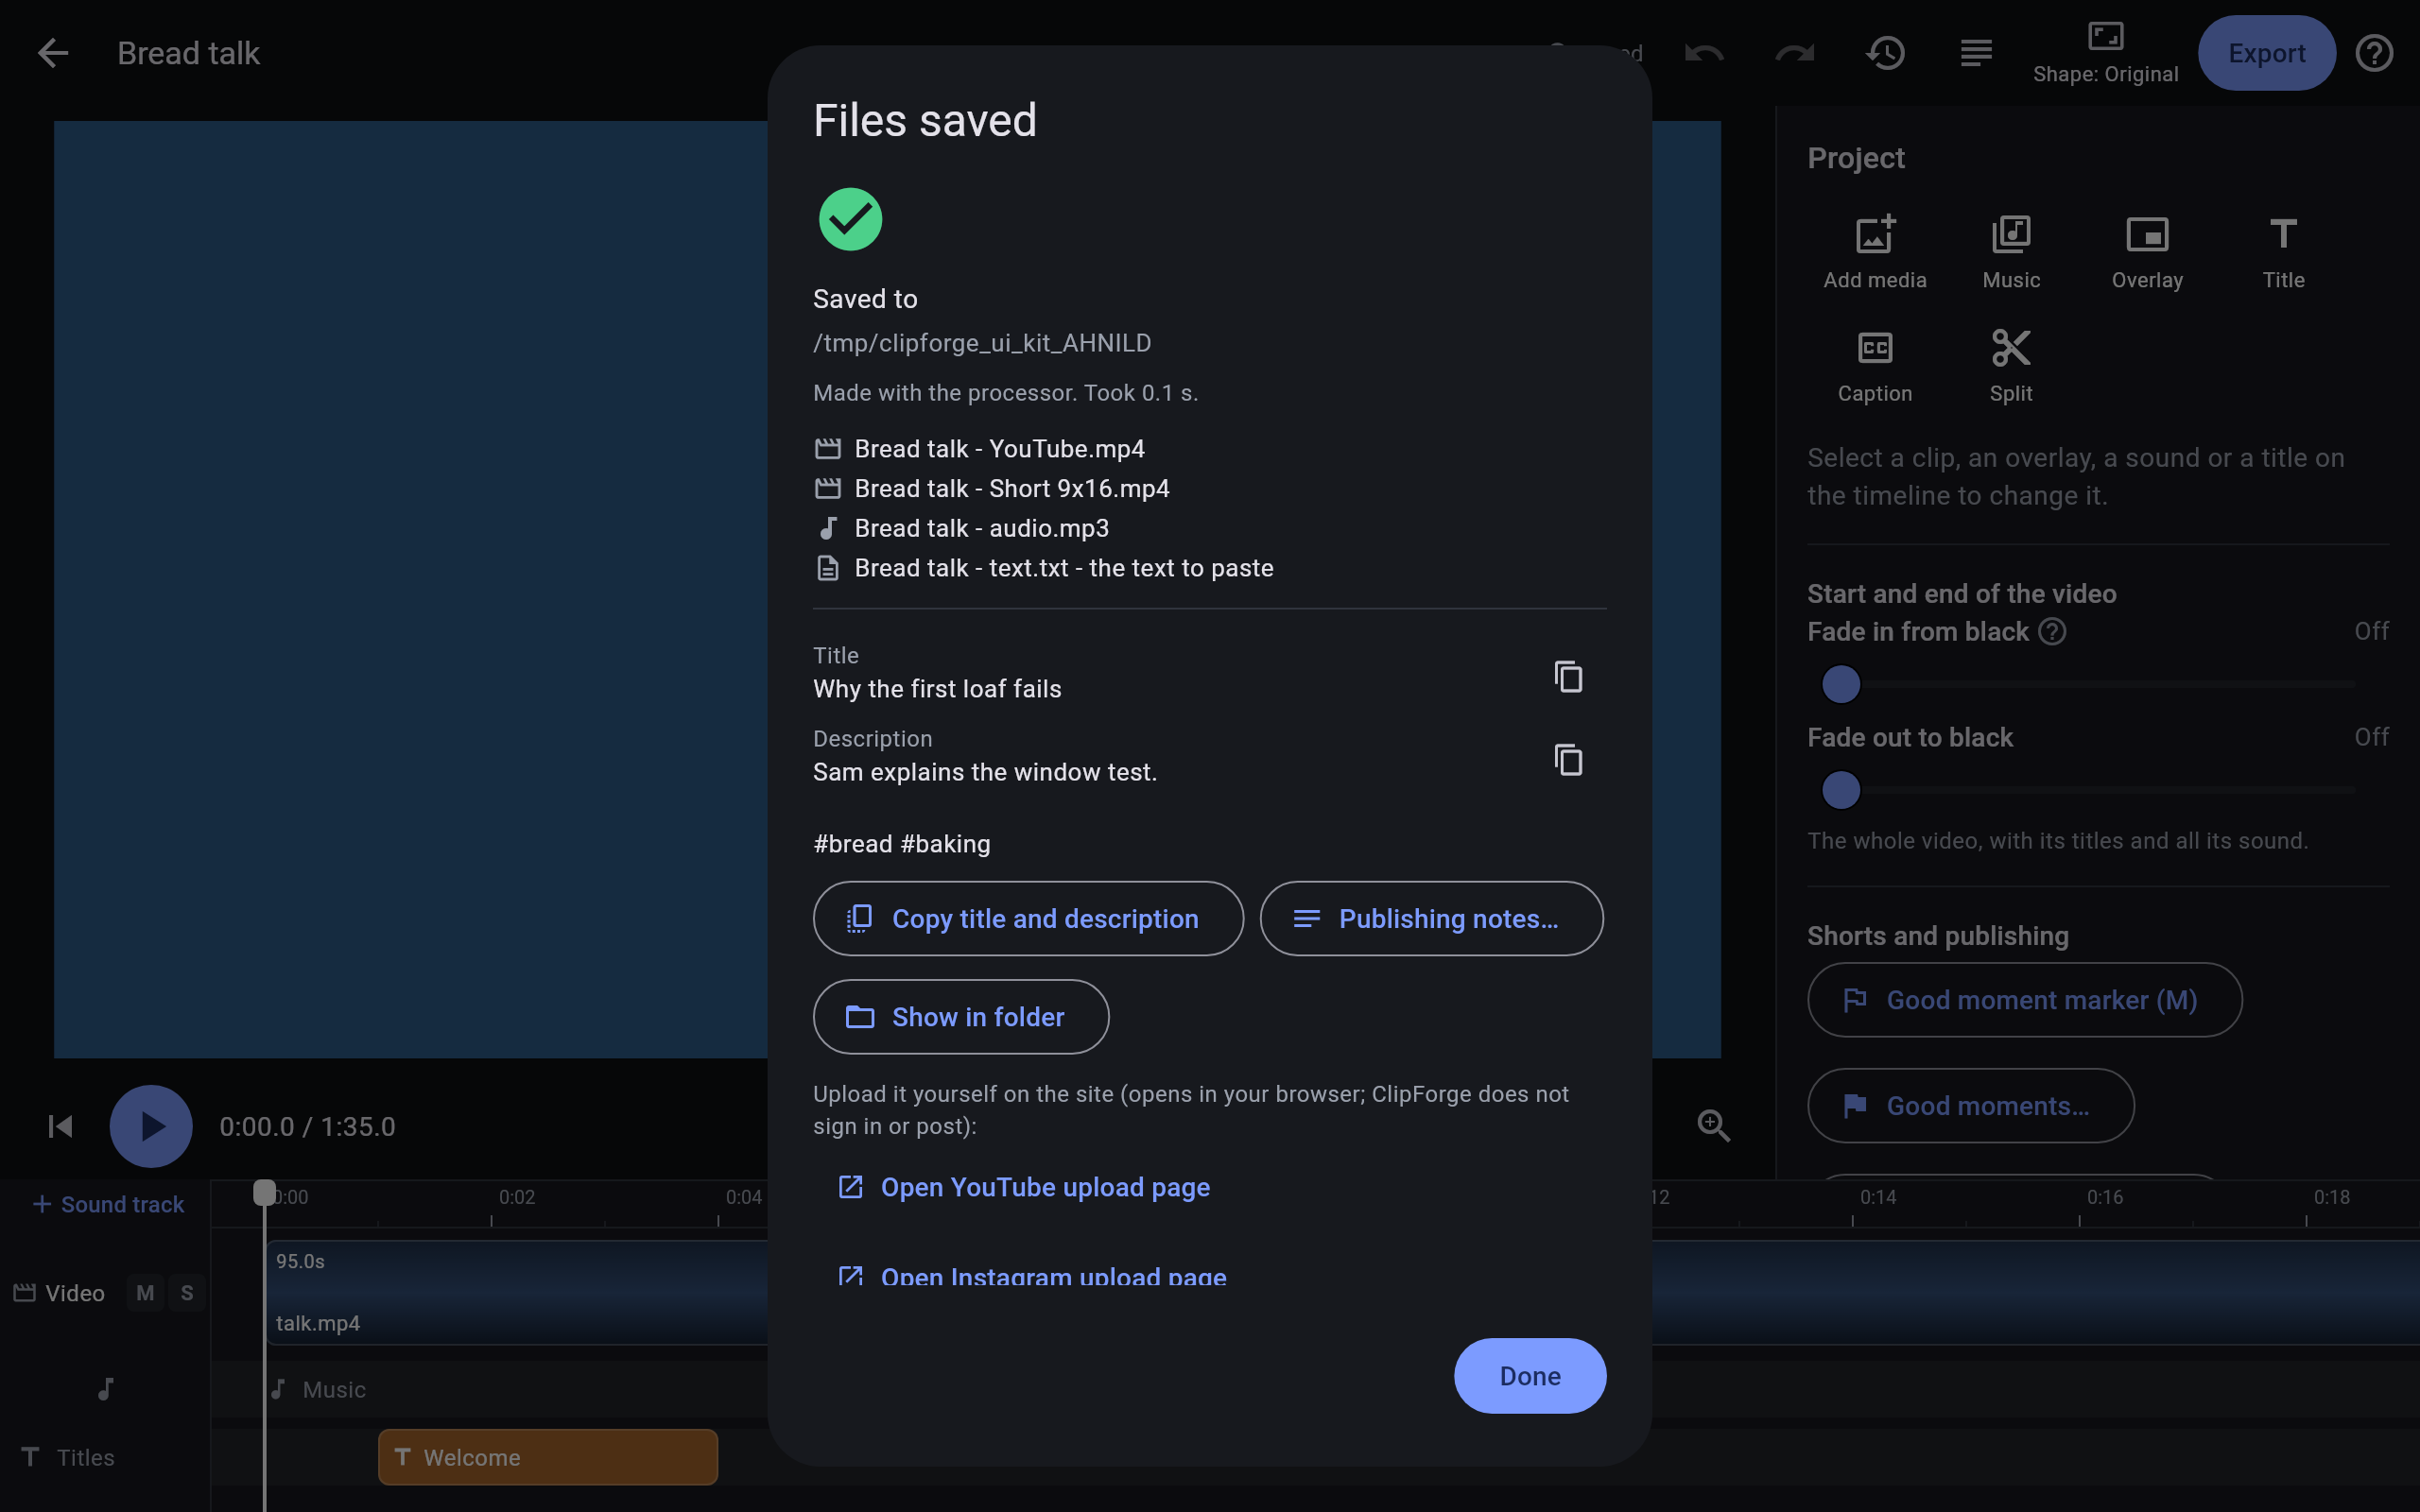 Bread talk
Shape: Original
Export
Files saved
Saved to
/tmp/clipforge_ui_kit_AHNILD
Made with the processor. Took 0.1 s.
Bread talk - YouTube.mp4
Bread talk - Short 9x16.mp4
Bread talk - audio.mp3
Bread talk - text.txt - the text to paste
Title
Why the first loaf fails
Description
Sam explains the window test.
#bread #baking
Copy title and description
Publishing notes...
Show in folder
Upload it yourself on the site (opens in your browser; ClipForge does not
sign in or post):
Open YouTube upload page
Open Instagram upload page
Done
Project
Add media
Music
Overlay
Title
CC
Caption
Split
Select a clip, an overlay, a sound or a title on
the timeline to change it.
Start and end of the video
Fade in from black
Off
Fade out to black
Off
The whole video, with its titles and all its sound.
Shorts and publishing
Good moment marker (M)
Good moments...
0:00.0 / 1:35.0
Sound track
0:00
0:02
0:04
12
0:14
0:16
0:18
Video
M
S
95.0s
talk.mp4
Music
Titles
Welcome